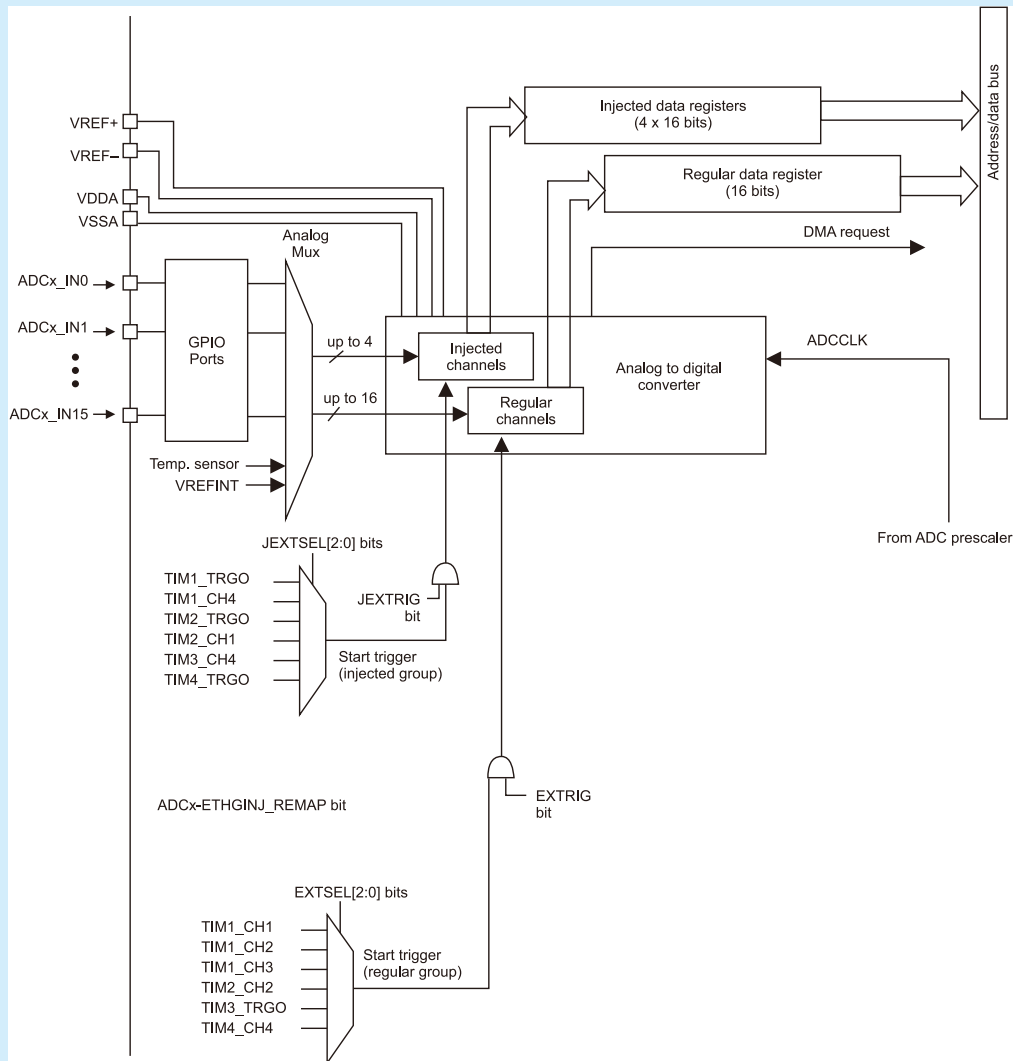 Address/data bus
Injected data registers
(4 x 16 bits)
VREF+
VREF–
Regular data register
(16 bits)
VDDA
VSSA
Analog
Mux
DMA request
ADCx_IN0
ADCx_IN1
ADCx_IN15
GPIO
Ports
up to 4
Injected
channels
Analog to digital
converter
ADCCLK
up to 16
Regular
channels
Temp. sensor
VREFINT
From ADC prescaler
JEXTSEL[2:0] bits
TIM1_TRGO
TIM1_CH4
TIM2_TRGO
TIM2_CH1
TIM3_CH4
TIM4_TRGO
JEXTRIG
bit
Start trigger
(injected group)
ADCx-ETHGINJ_REMAP bit
EXTRIG
bit
EXTSEL[2:0] bits
TIM1_CH1
TIM1_CH2
TIM1_CH3
TIM2_CH2
TIM3_TRGO
TIM4_CH4
Start trigger
(regular group)